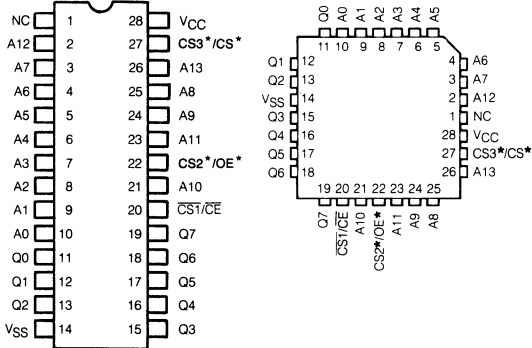 NC 1 28 VCC
A12 2 27 CS3*/CS*
A7 3 26 A13
A6 4 25 A8
A5 5 24 A9
A4 6 23 A11
A3 7 22 CS2*/OE*
A2 8 21 A10
A1 9 20 CS1/CE
A0 10 19 Q7
Q0 11 18 Q6
Q1 12 17 Q5
Q2 13 16 Q4
VSS 14 15 Q3
Q0 A0 A1 A2 A3 A4 A5
11 10 9 8 7 6 5
Q1 12 4 A6
Q2 13 3 A7
VSS 14 2 A12
Q3 15 1 NC
Q4 16 28 VCC
Q5 17 27 CS3*/CS*
Q6 18 26 A13
19 20 21 22 23 24 25
Q7 CS1/CE A10 CS2*/OE* A11 A9 A8